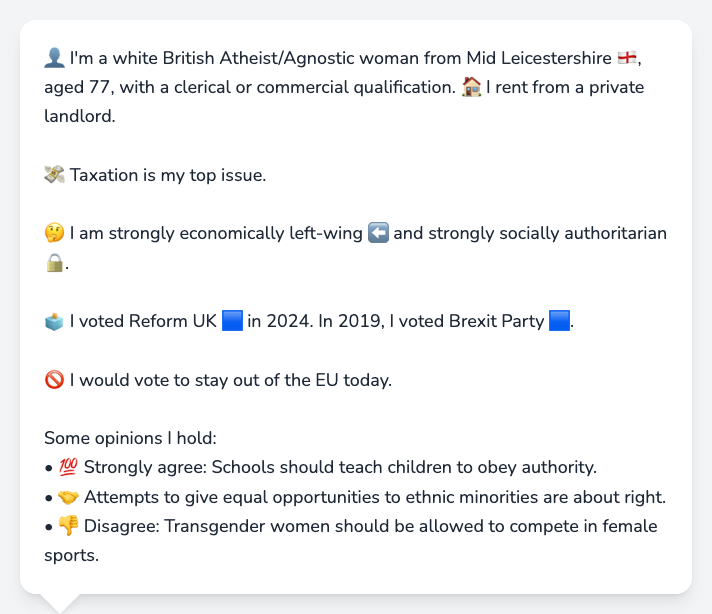 👤 I'm a white British Atheist/Agnostic woman from Mid Leicestershire 🏴󠁧󠁢󠁥󠁮󠁧󠁿,
aged 77, with a clerical or commercial qualification. 🏠 I rent from a private
landlord.
💸 Taxation is my top issue.
🤔 I am strongly economically left-wing ⬅️ and strongly socially authoritarian
🔒.
🗳️ I voted Reform UK 🟦 in 2024. In 2019, I voted Brexit Party 🟦.
🚫 I would vote to stay out of the EU today.
Some opinions I hold:
• 💯 Strongly agree: Schools should teach children to obey authority.
• 🤝 Attempts to give equal opportunities to ethnic minorities are about right.
• 👎 Disagree: Transgender women should be allowed to compete in female
sports.